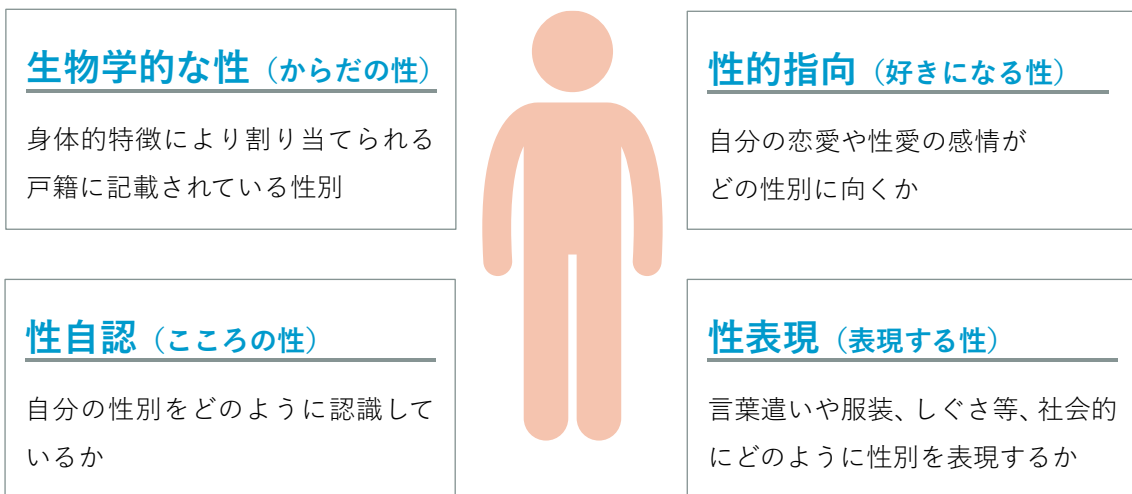 生物学的な性（からだの性）
身体的特徴により割り当てられる
戸籍に記載されている性別
性的指向（好きになる性）
自分の恋愛や性愛の感情が
どの性別に向くか
性自認（こころの性）
自分の性別をどのように認識して
いるか
性表現（表現する性）
言葉遣いや服装、しぐさ等、社会的
にどのように性別を表現するか